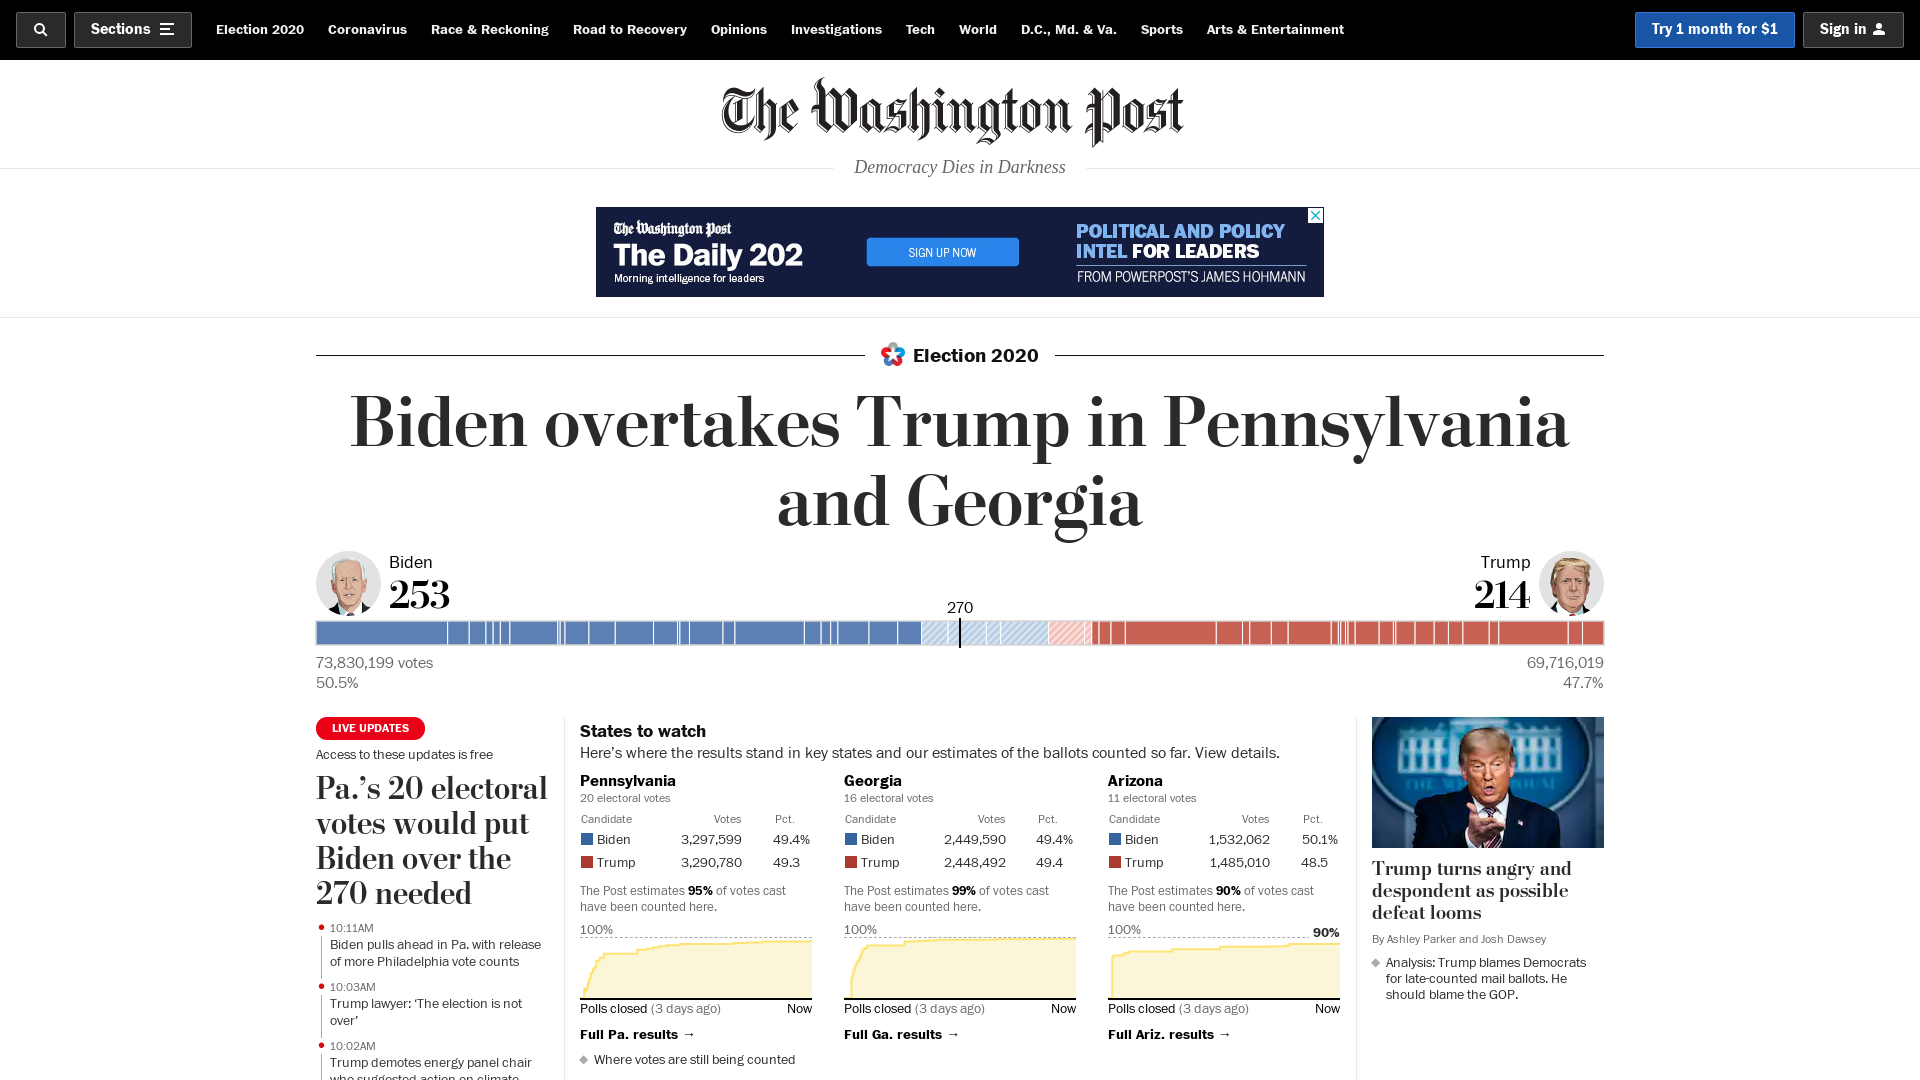 Sections
Election 2020
Coronavirus
Race & Reckoning
Road to Recovery
Opinions
Investigations
Tech
World
D.C., Md. & Va.
Sports
Arts & Entertainment
Try 1 month for $1
Sign in
The Washington Post
Democracy Dies in Darkness
The Washington Post
The Daily 202
Morning intelligence for leaders
SIGN UP NOW
POLITICAL AND POLICY
INTEL FOR LEADERS
FROM POWERPOST'S JAMES HOHMANN
Election 2020
Biden overtakes Trump in Pennsylvania
and Georgia
Biden
253
Trump
214
270
73,830,199 votes
50.5%
69,716,019
47.7%
LIVE UPDATES
Access to these updates is free
Pa.’s 20 electoral
votes would put
Biden over the
270 needed
10:11AM
Biden pulls ahead in Pa. with release
of more Philadelphia vote counts
10:03AM
Trump lawyer: ‘The election is not
over’
10:02AM
Trump demotes energy panel chair
who suggested action on climate
States to watch
Here’s where the results stand in key states and our estimates of the ballots counted so far. View details.
Pennsylvania
20 electoral votes
Candidate Votes Pct.
Biden 3,297,599 49.4%
Trump 3,290,780 49.3
The Post estimates 95% of votes cast
have been counted here.
100%
Polls closed (3 days ago) Now
Full Pa. results →
Where votes are still being counted
Georgia
16 electoral votes
Candidate Votes Pct.
Biden 2,449,590 49.4%
Trump 2,448,492 49.4
The Post estimates 99% of votes cast
have been counted here.
100%
Polls closed (3 days ago) Now
Full Ga. results →
Arizona
11 electoral votes
Candidate Votes Pct.
Biden 1,532,062 50.1%
Trump 1,485,010 48.5
The Post estimates 90% of votes cast
have been counted here.
100%
90%
Polls closed (3 days ago) Now
Full Ariz. results →
Trump turns angry and
despondent as possible
defeat looms
By Ashley Parker and Josh Dawsey
Analysis: Trump blames Democrats
for late-counted mail ballots. He
should blame the GOP.